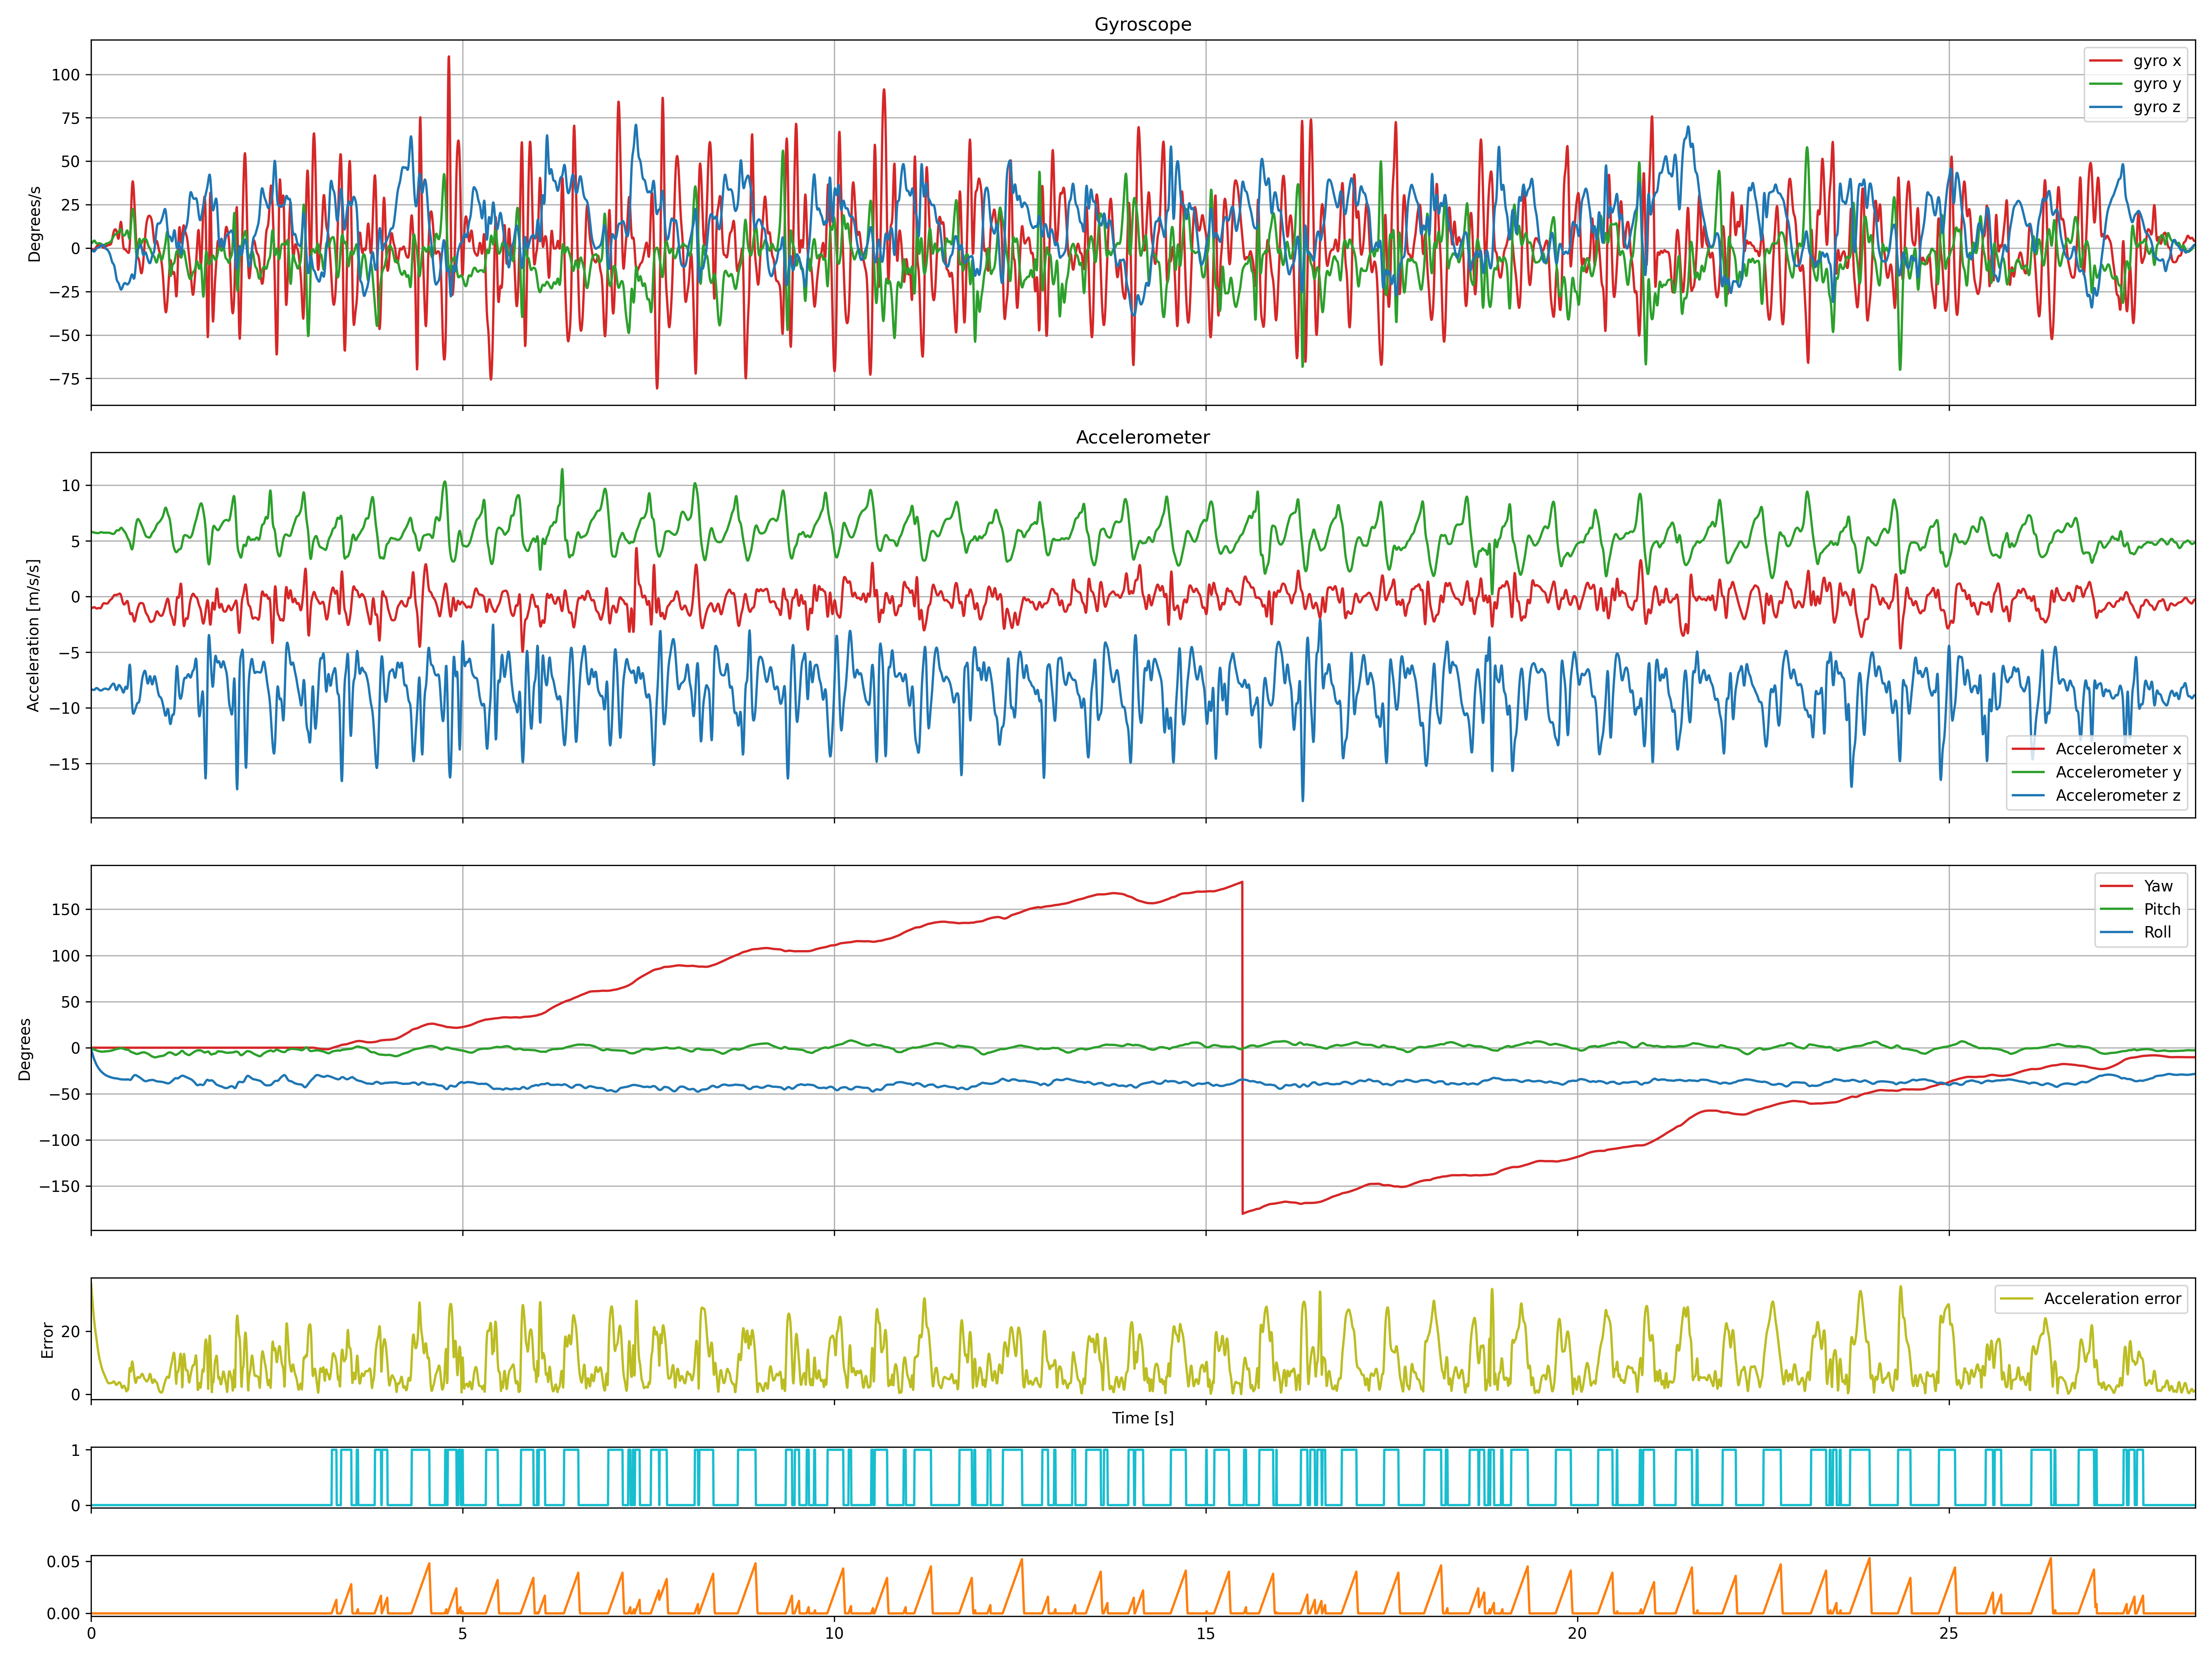 Gyroscope
100
75
50
25
0
−25
−50
−75
Degrees/s
gyro x
gyro y
gyro z
Accelerometer
10
5
0
−5
−10
−15
Acceleration [m/s/s]
Accelerometer x
Accelerometer y
Accelerometer z
150
100
50
0
−50
−100
−150
Degrees
Yaw
Pitch
Roll
20
0
Error
Acceleration error
Time [s]
1
0
0.05
0.00
0 5 10 15 20 25